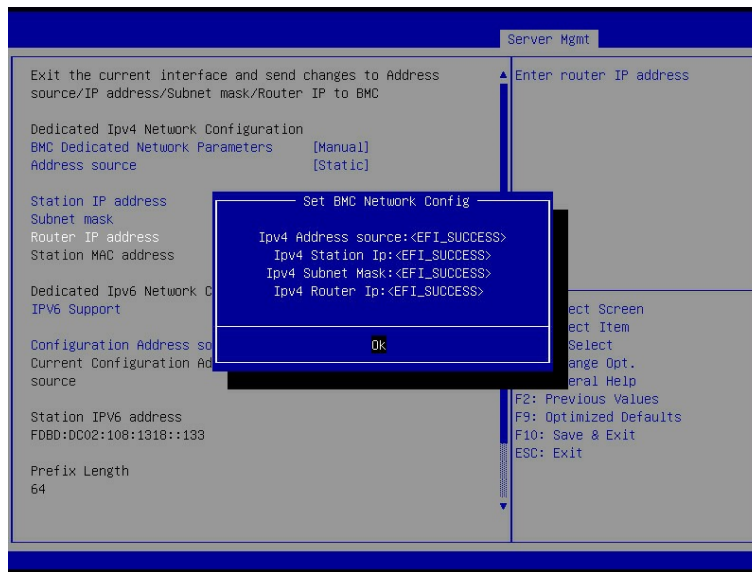 Server Mgmt
Exit the current interface and send changes to Address
source/IP address/Subnet mask/Router IP to BMC
Dedicated Ipv4 Network Configuration
BMC Dedicated Network Parameters [Manual]
Address source [Static]
Station IP address
Subnet mask
Router IP address
Station MAC address
Dedicated Ipv6 Network C
IPV6 Support
Configuration Address so
Current Configuration Ad
source
Station IPV6 address
FDBD:DC02:108:1318::133
Prefix Length
64
Set BMC Network Config
Ipv4 Address source:<EFI_SUCCESS>
Ipv4 Station Ip:<EFI_SUCCESS>
Ipv4 Subnet Mask:<EFI_SUCCESS>
Ipv4 Router Ip:<EFI_SUCCESS>
Ok
Enter router IP address
ect Screen
ect Item
Select
ange Opt.
eral Help
F2: Previous Values
F9: Optimized Defaults
F10: Save & Exit
ESC: Exit